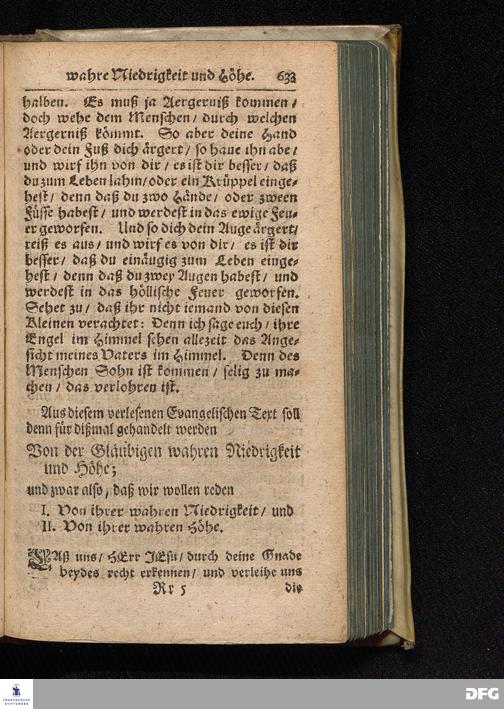 wahre Niedrigkeit und Höhe. 633
halben. Es muß ja Aergerniß kommen /
doch wehe dem Menschen / durch welchen
Aergerniß kömmt. So aber deine Hand
oder dein Fuß dich ärgert / so haue ihn abe /
und wirf ihn von dir / es ist dir besser / daß
du zum Leben lahm / oder ein Krüppel einge-
hest / denn daß du zwo Hände / oder zween
Füsse habest / und werdest in das ewige Feu-
er geworfen. Und so dich dein Auge ärgert /
reiß es aus / und wirf es von dir / es ist dir
besser / daß du einäugig zum Leben einge-
hest / denn daß du zwey Augen habest / und
werdest in das höllische Feuer geworfen.
Sehet zu / daß ihr nicht iemand von diesen
Kleinen verachtet: Denn ich sage euch / ihre
Engel im Himmel sehen allezeit das Ange-
sicht meines Vaters im Himmel. Denn des
Menschen Sohn ist kommen / selig zu ma-
chen / das verlohren ist.
Aus diesem verlesenen Evangelischen Text soll
denn für dißmal gehandelt werden
Von der Gläubigen wahren Niedrigkeit
und Höhe;
und zwar also, daß wir wollen reden
I. Von ihrer wahren Niedrigkeit / und
II. Von ihrer wahren Höhe.
Laß uns / HErr JEsu / durch deine Gnade
beydes recht erkennen / und verleihe uns
Rr 5 die
FRANCKESCHE
STIFTUNGEN
DFG